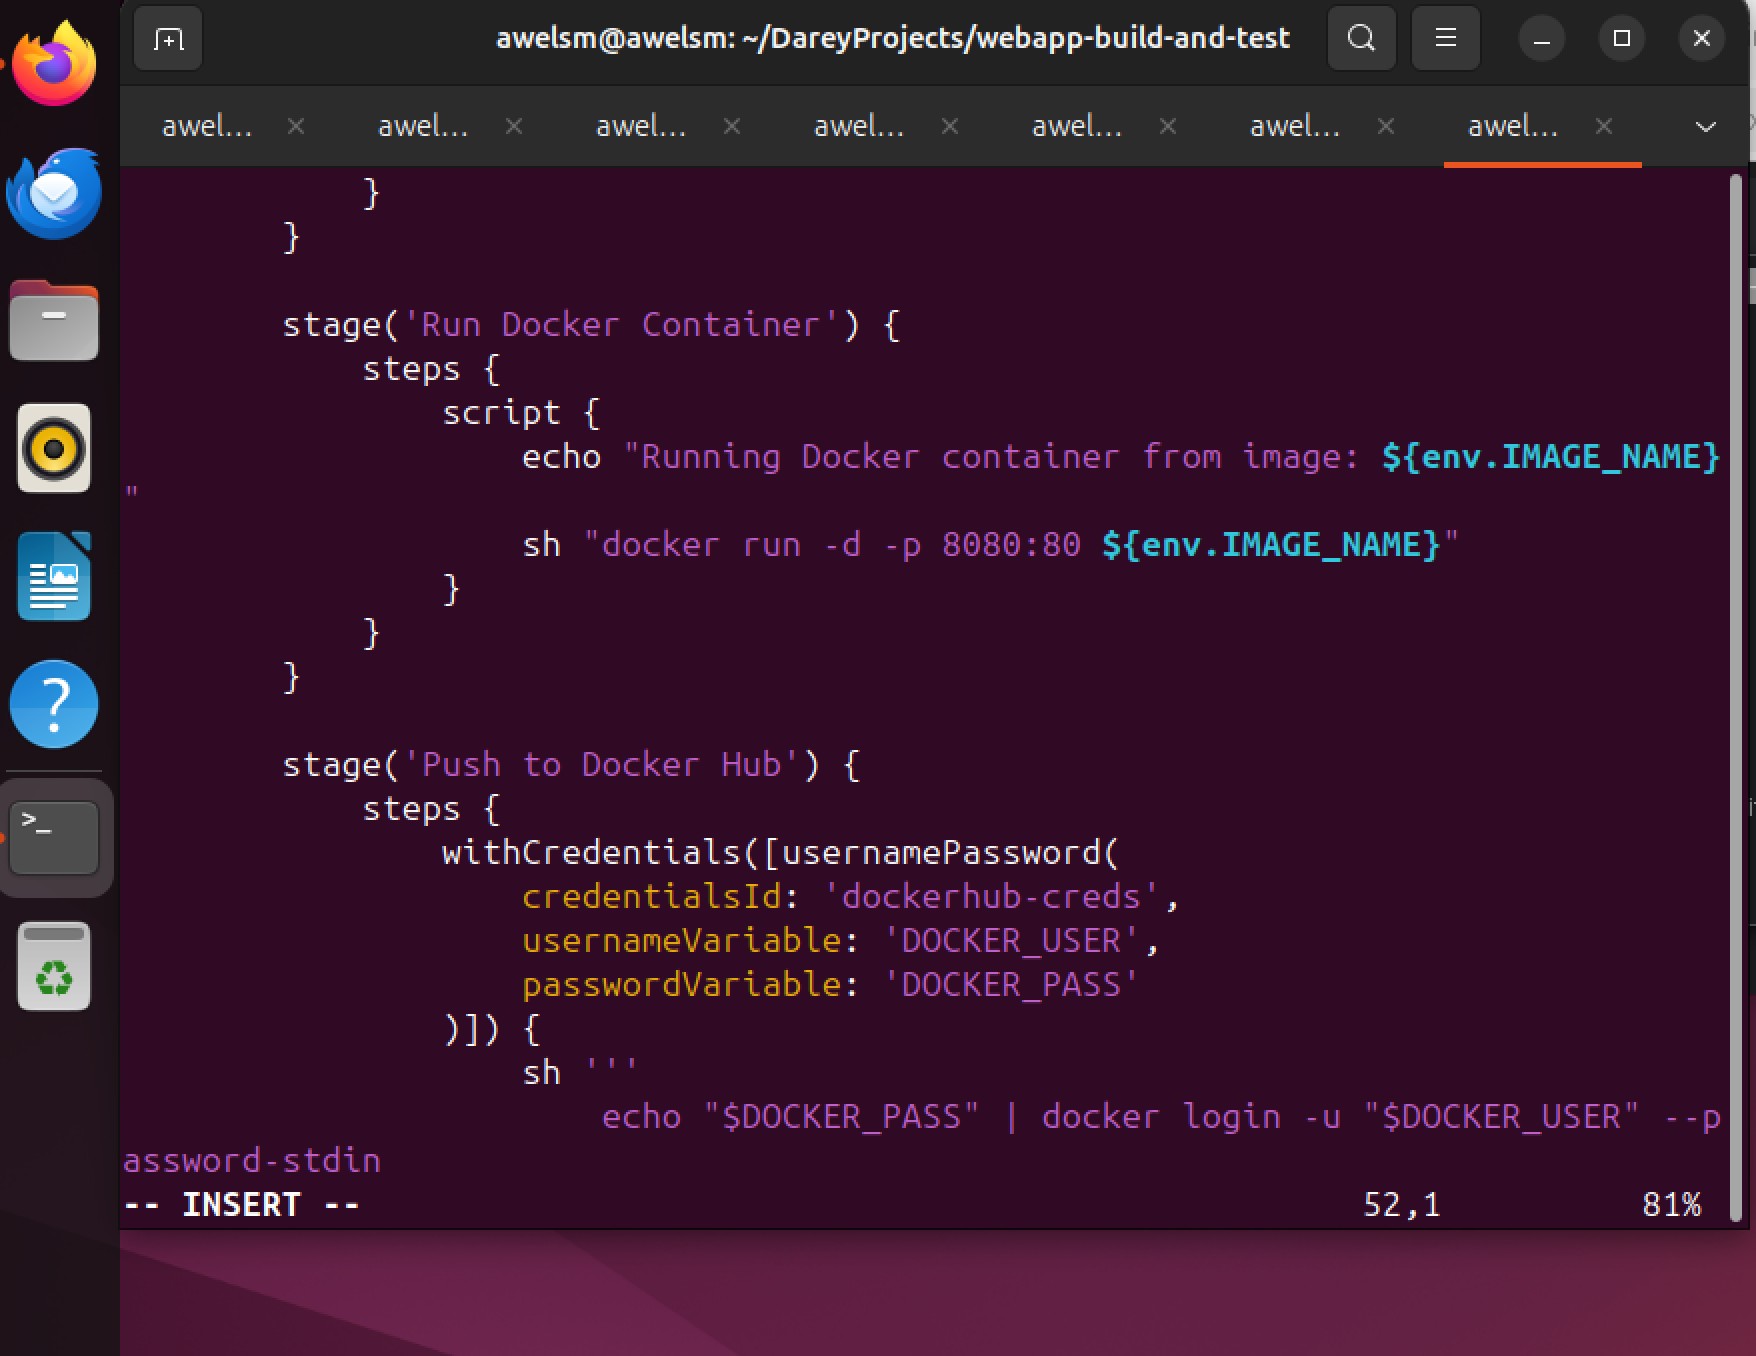 awelsm@awelsm: ~/DareyProjects/webapp-build-and-test
awel... awel... awel... awel... awel... awel... awel...
            }
        }

        stage('Run Docker Container') {
            steps {
                script {
                    echo "Running Docker container from image: ${env.IMAGE_NAME}
"
                    sh "docker run -d -p 8080:80 ${env.IMAGE_NAME}"
                }
            }
        }

        stage('Push to Docker Hub') {
            steps {
                withCredentials([usernamePassword(
                    credentialsId: 'dockerhub-creds',
                    usernameVariable: 'DOCKER_USER',
                    passwordVariable: 'DOCKER_PASS'
                )]) {
                    sh '''
                        echo "$DOCKER_PASS" | docker login -u "$DOCKER_USER" --p
assword-stdin
-- INSERT -- 52,1 81%